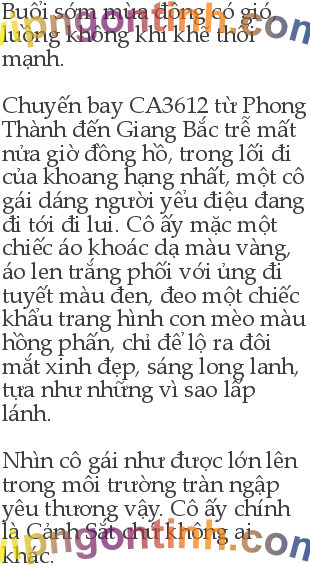 Buổi sớm mùa đông có gió,
luồng không khí khẽ thổi
mạnh.
Chuyến bay CA3612 từ Phong
Thành đến Giang Bắc trễ mất
nửa giờ đồng hồ, trong lối đi
của khoang hạng nhất, một cô
gái dáng người yểu điệu đang
đi tới đi lui. Cô ấy mặc một
chiếc áo khoác dạ màu vàng,
áo len trắng phối với ủng đi
tuyết màu đen, đeo một chiếc
khẩu trang hình con mèo màu
hồng phấn, chỉ để lộ ra đôi
mắt xinh đẹp, sáng long lanh,
tựa như những vì sao lấp
lánh.
Nhìn cô gái như được lớn lên
trong môi trường tràn ngập
yêu thương vậy. Cô ấy chính
là Cảnh Sắt chứ không ai
khác.
vipngontinh.com
vipngontinh.com